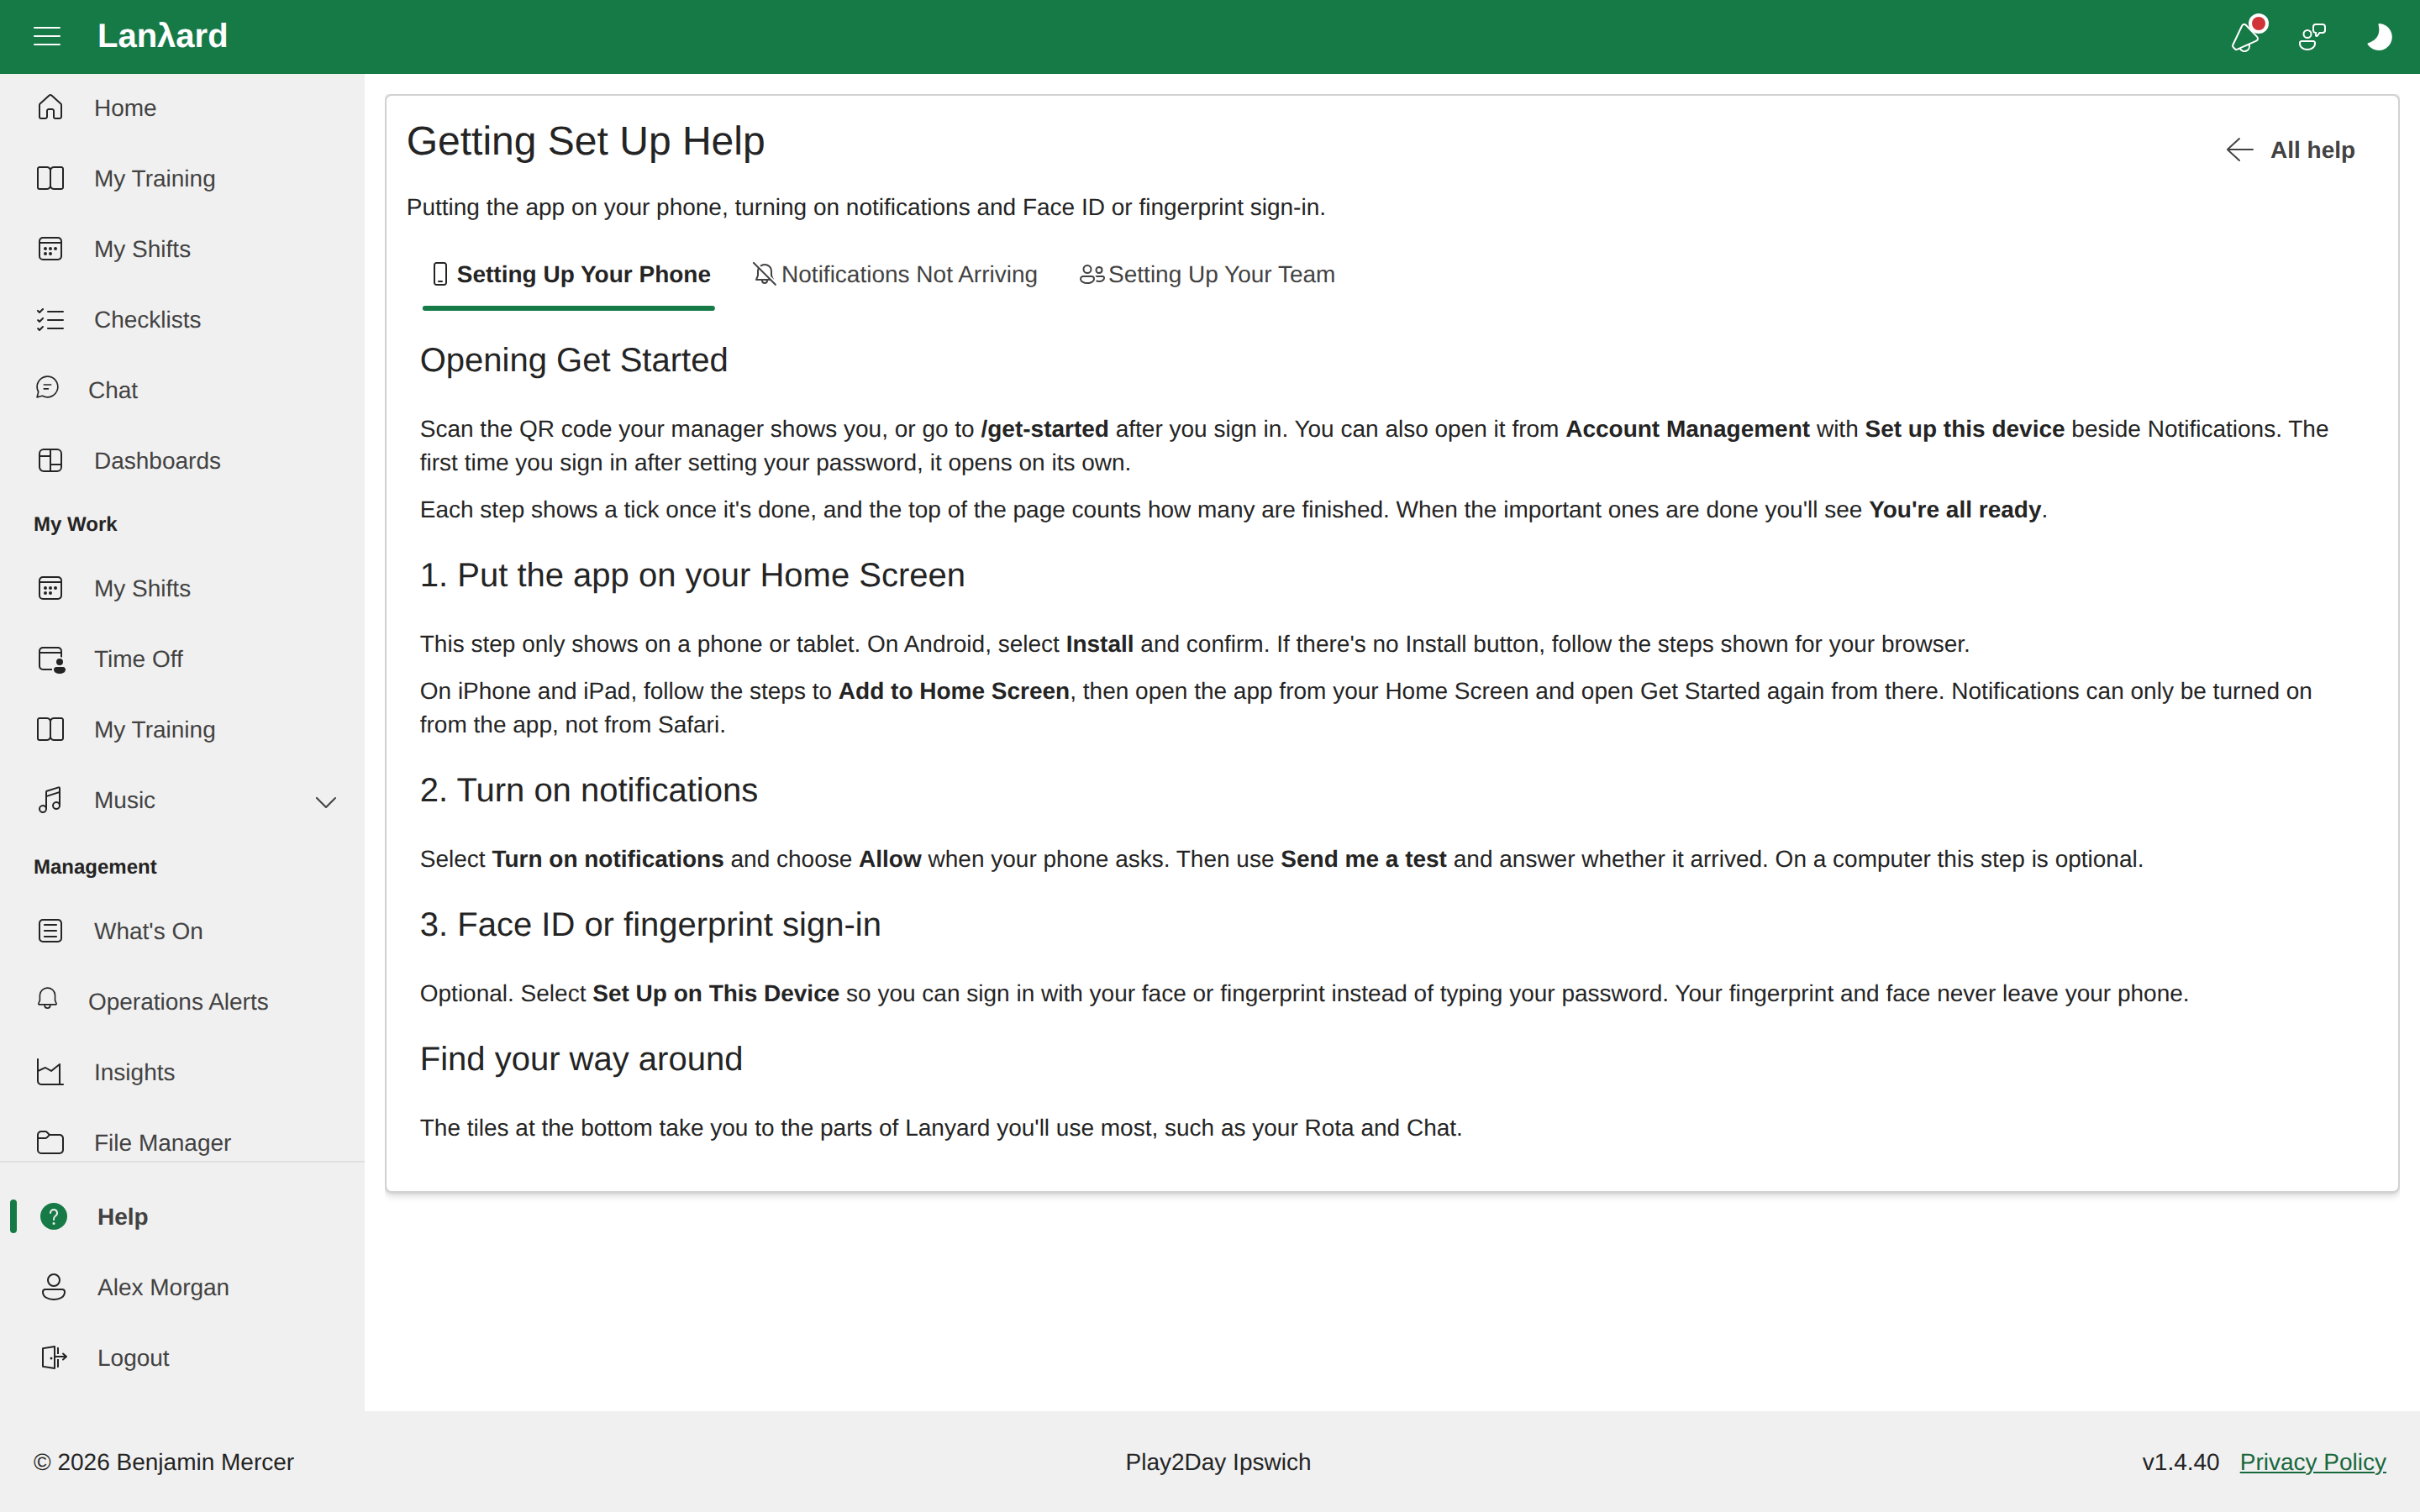 Lanλard
Home
My Training
My Shifts
Checklists
Chat
Dashboards
My Work
My Shifts
Time Off
My Training
Music
Management
What's On
Operations Alerts
Insights
File Manager
Help
Alex Morgan
Logout
Getting Set Up Help
All help
Putting the app on your phone, turning on notifications and Face ID or fingerprint sign-in.
Setting Up Your Phone
Notifications Not Arriving
Setting Up Your Team
Opening Get Started
Scan the QR code your manager shows you, or go to /get-started after you sign in. You can also open it from Account Management with Set up this device beside Notifications. The
first time you sign in after setting your password, it opens on its own.
Each step shows a tick once it's done, and the top of the page counts how many are finished. When the important ones are done you'll see You're all ready.
1. Put the app on your Home Screen
This step only shows on a phone or tablet. On Android, select Install and confirm. If there's no Install button, follow the steps shown for your browser.
On iPhone and iPad, follow the steps to Add to Home Screen, then open the app from your Home Screen and open Get Started again from there. Notifications can only be turned on
from the app, not from Safari.
2. Turn on notifications
Select Turn on notifications and choose Allow when your phone asks. Then use Send me a test and answer whether it arrived. On a computer this step is optional.
3. Face ID or fingerprint sign-in
Optional. Select Set Up on This Device so you can sign in with your face or fingerprint instead of typing your password. Your fingerprint and face never leave your phone.
Find your way around
The tiles at the bottom take you to the parts of Lanyard you'll use most, such as your Rota and Chat.
© 2026 Benjamin Mercer
Play2Day Ipswich
v1.4.40
Privacy Policy